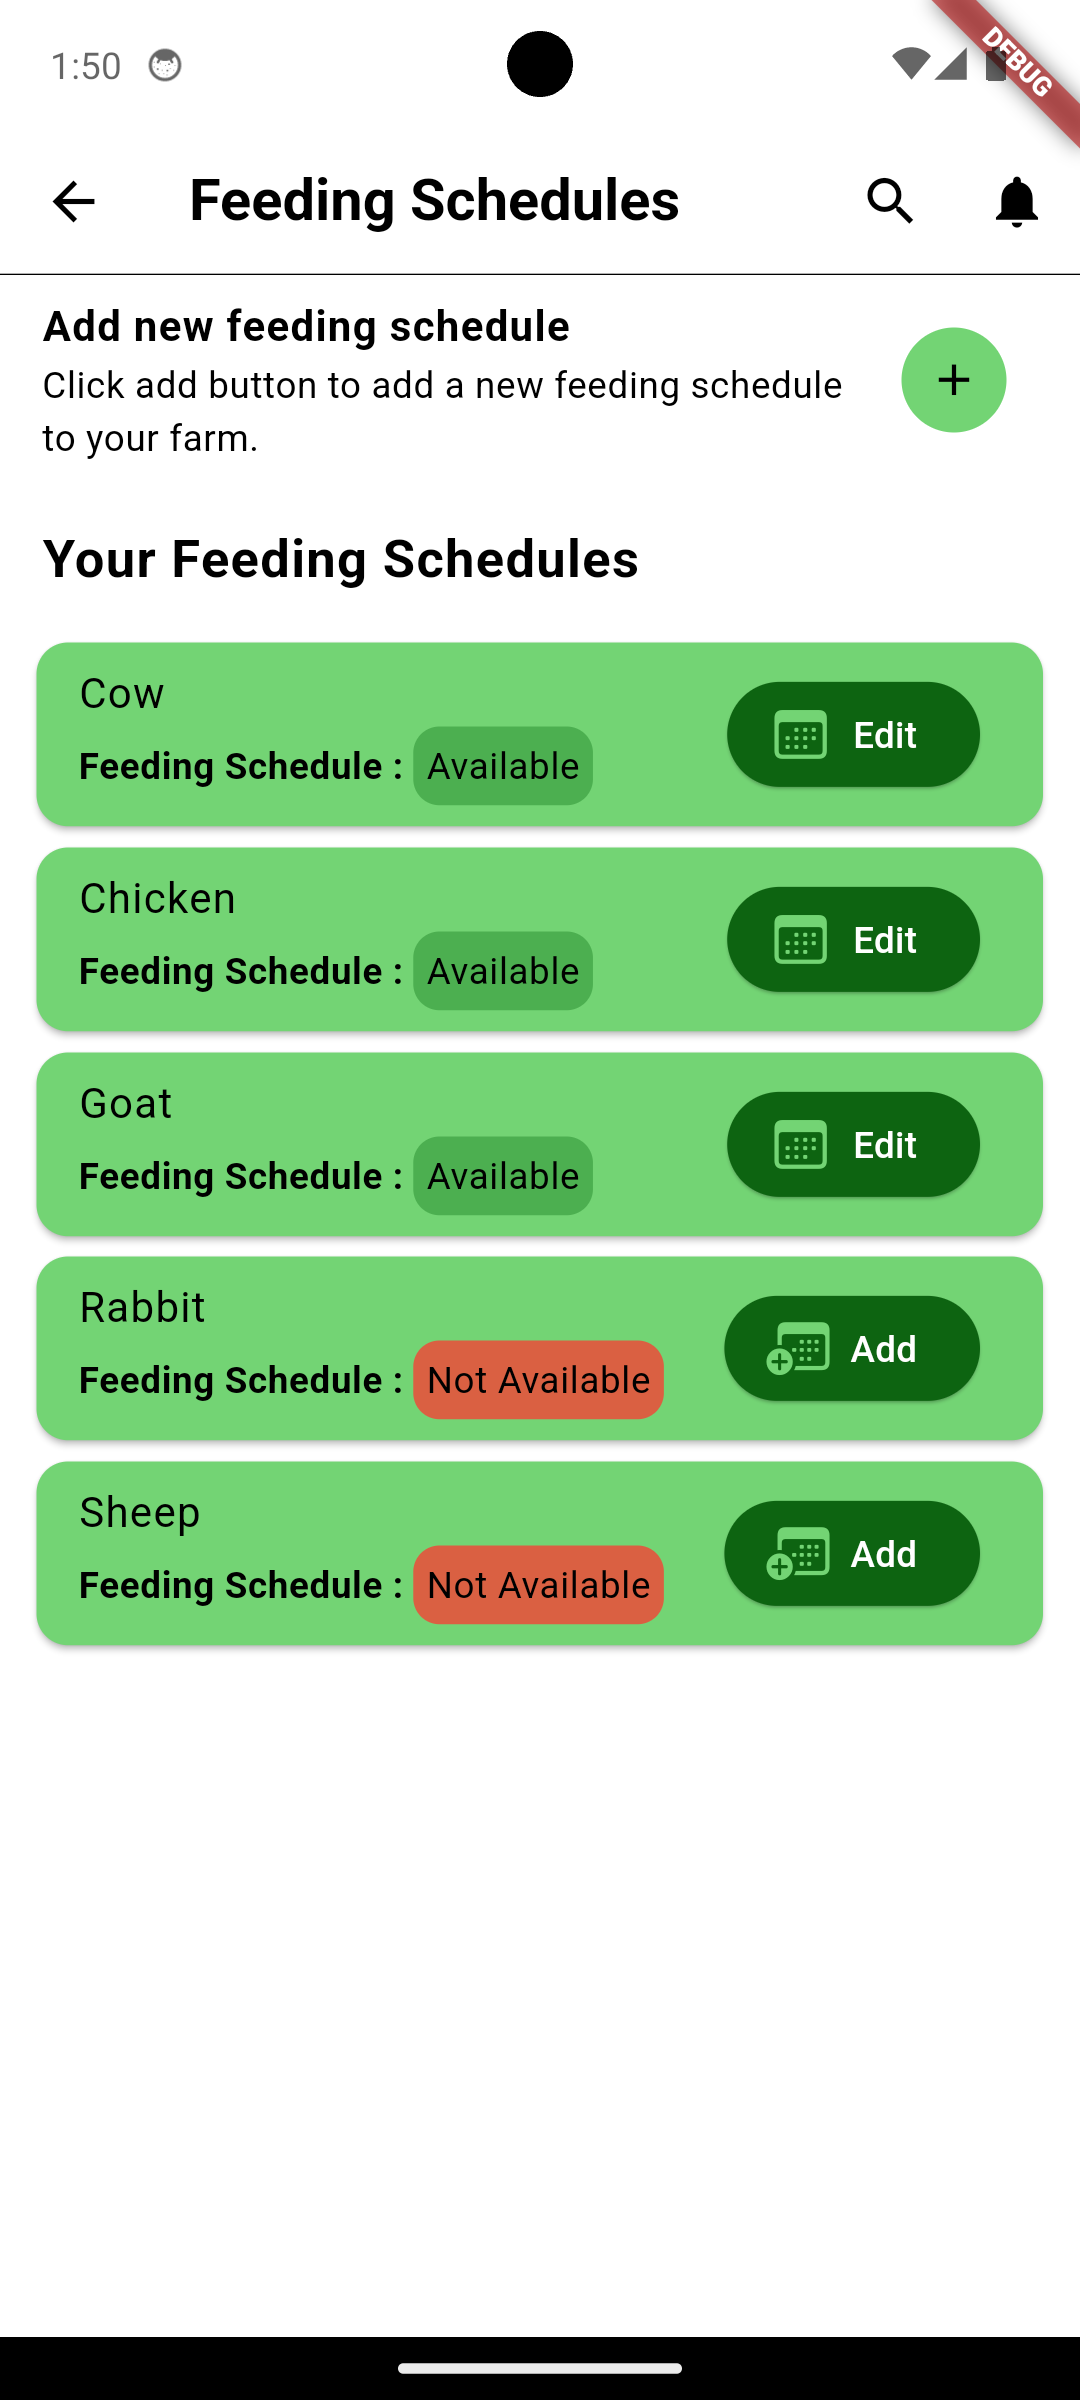 1:50
DEBUG
Feeding Schedules
Add new feeding schedule
Click add button to add a new feeding schedule
to your farm.
Your Feeding Schedules
Cow
Feeding Schedule : Available
Edit
Chicken
Feeding Schedule : Available
Edit
Goat
Feeding Schedule : Available
Edit
Rabbit
Feeding Schedule : Not Available
Add
Sheep
Feeding Schedule : Not Available
Add